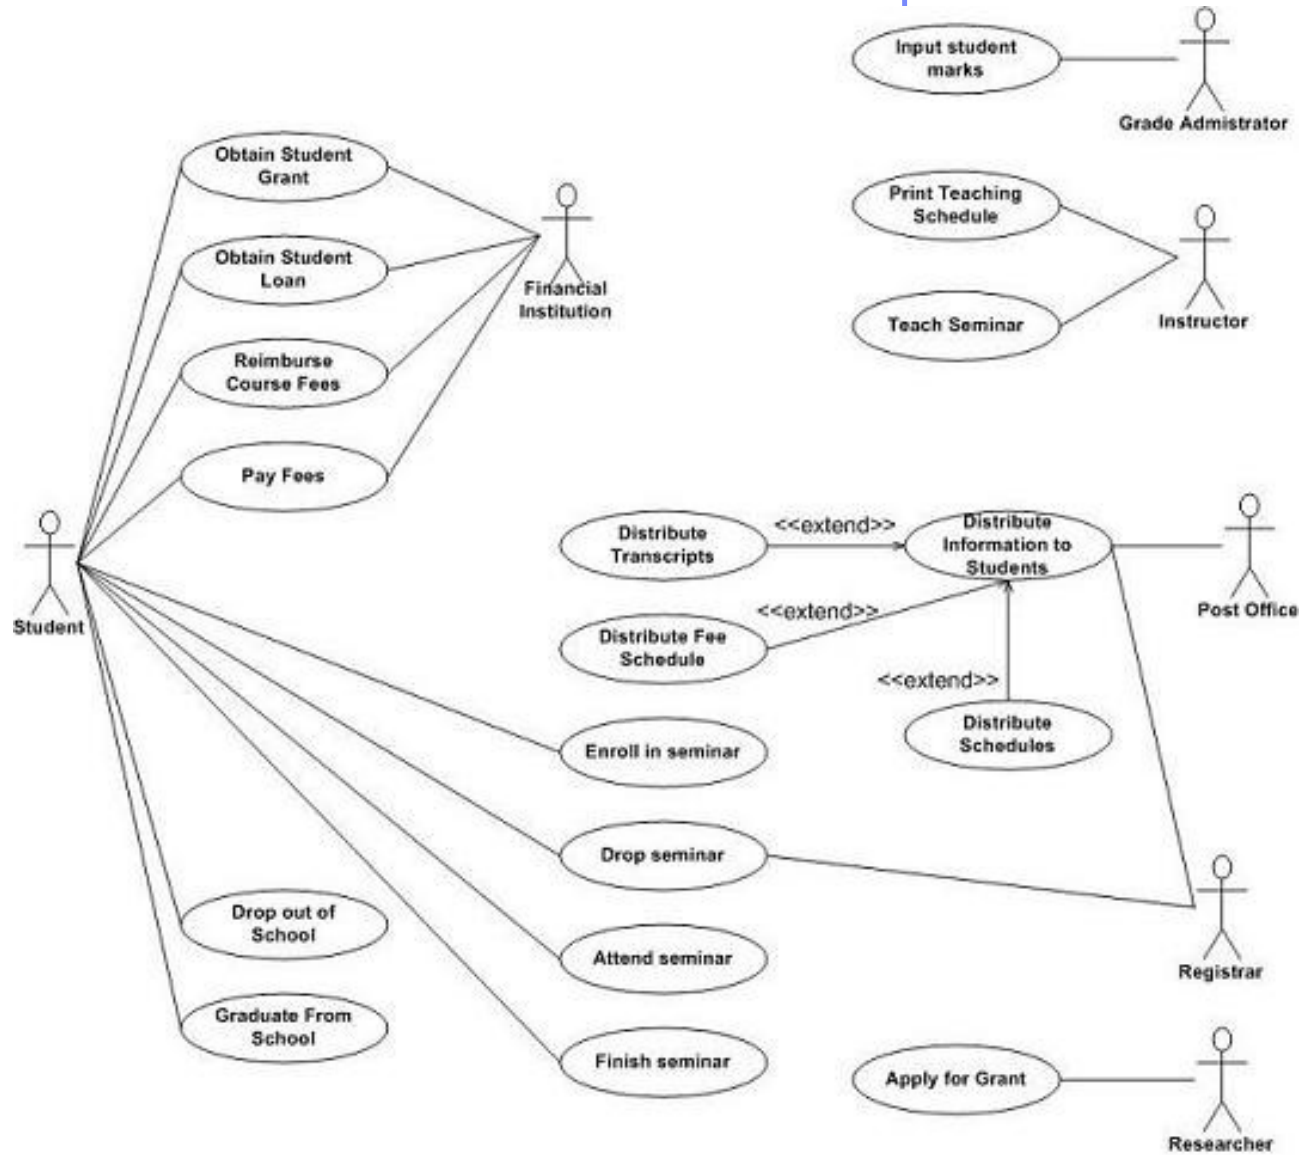 Input student
marks
Grade Admistrator
Obtain Student
Grant
Print Teaching
Schedule
Obtain Student
Loan
Financial
Institution
Teach Seminar
Instructor
Reimburse
Course Fees
Pay Fees
Student
Distribute
Transcripts
<<extend>>
Distribute
Information to
Students
Post Office
<<extend>>
Distribute Fee
Schedule
<<extend>>
Distribute
Schedules
Enroll in seminar
Drop seminar
Drop out of
School
Attend seminar
Registrar
Graduate From
School
Finish seminar
Apply for Grant
Researcher